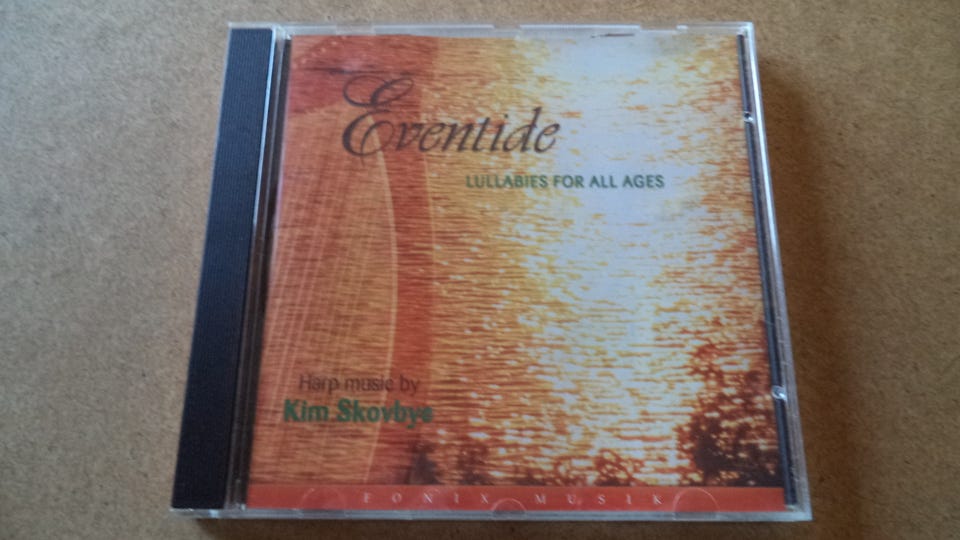 Eventide
LULLABIES FOR ALL AGES
Harp music by
Kim Skovbye
FONIX MUSIK